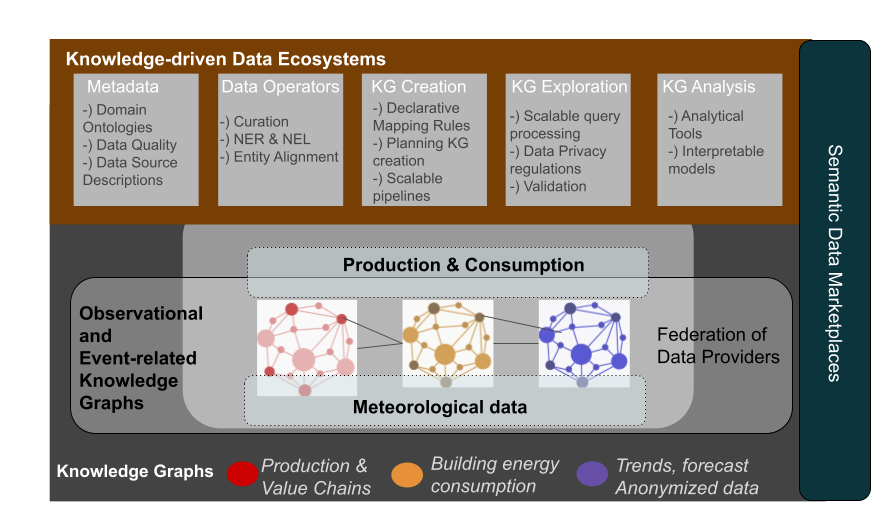 Knowledge-driven Data Ecosystems
Metadata
-) Domain
Ontologies
-) Data Quality
-) Data Source
Descriptions
Data Operators
-) Curation
-) NER & NEL
-) Entity Alignment
KG Creation
-) Declarative
Mapping Rules
-) Planning KG
creation
-) Scalable
pipelines
KG Exploration
-) Scalable query
processing
-) Data Privacy
regulations
-) Validation
KG Analysis
-) Analytical
Tools
-) Interpretable
models
Semantic Data Marketplaces
Production & Consumption
Observational
and
Event-related
Knowledge
Graphs
Federation of
Data Providers
Meteorological data
Knowledge Graphs
Production &
Value Chains
Building energy
consumption
Trends, forecast
Anonymized data